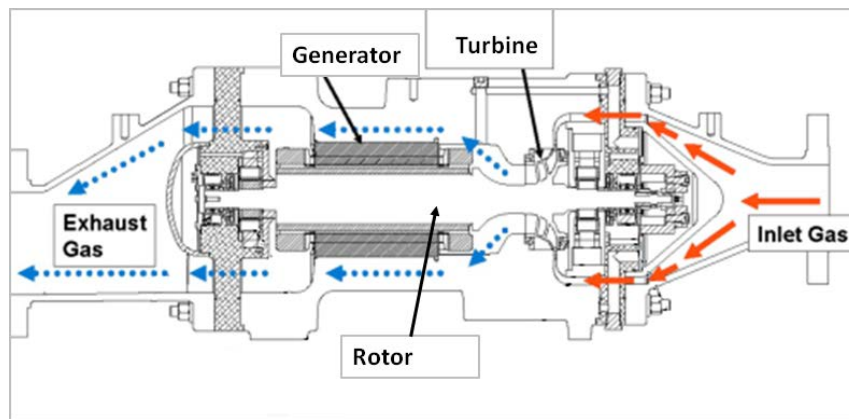 Generator
Turbine
Exhaust
Gas
Inlet Gas
Rotor